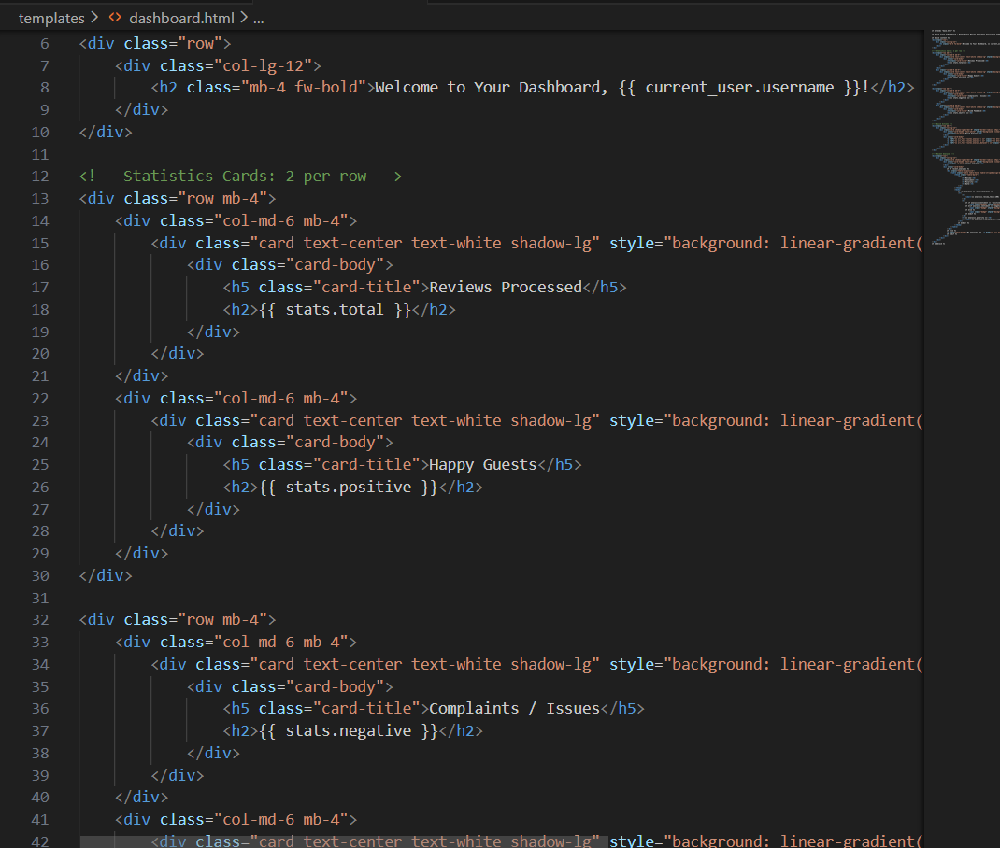 templates > <> dashboard.html > ...
6 <div class="row">
7 <div class="col-lg-12">
8 <h2 class="mb-4 fw-bold">Welcome to Your Dashboard, {{ current_user.username }}!</h2>
9 </div>
10 </div>
11
12 <!-- Statistics Cards: 2 per row -->
13 <div class="row mb-4">
14 <div class="col-md-6 mb-4">
15 <div class="card text-center text-white shadow-lg" style="background: linear-gradient(
16 <div class="card-body">
17 <h5 class="card-title">Reviews Processed</h5>
18 <h2>{{ stats.total }}</h2>
19 </div>
20 </div>
21 </div>
22 <div class="col-md-6 mb-4">
23 <div class="card text-center text-white shadow-lg" style="background: linear-gradient(
24 <div class="card-body">
25 <h5 class="card-title">Happy Guests</h5>
26 <h2>{{ stats.positive }}</h2>
27 </div>
28 </div>
29 </div>
30 </div>
31
32 <div class="row mb-4">
33 <div class="col-md-6 mb-4">
34 <div class="card text-center text-white shadow-lg" style="background: linear-gradient(
35 <div class="card-body">
36 <h5 class="card-title">Complaints / Issues</h5>
37 <h2>{{ stats.negative }}</h2>
38 </div>
39 </div>
40 </div>
41 <div class="col-md-6 mb-4">
42 <div class="card text-center text-white shadow-lg" style="background: linear-gradient(